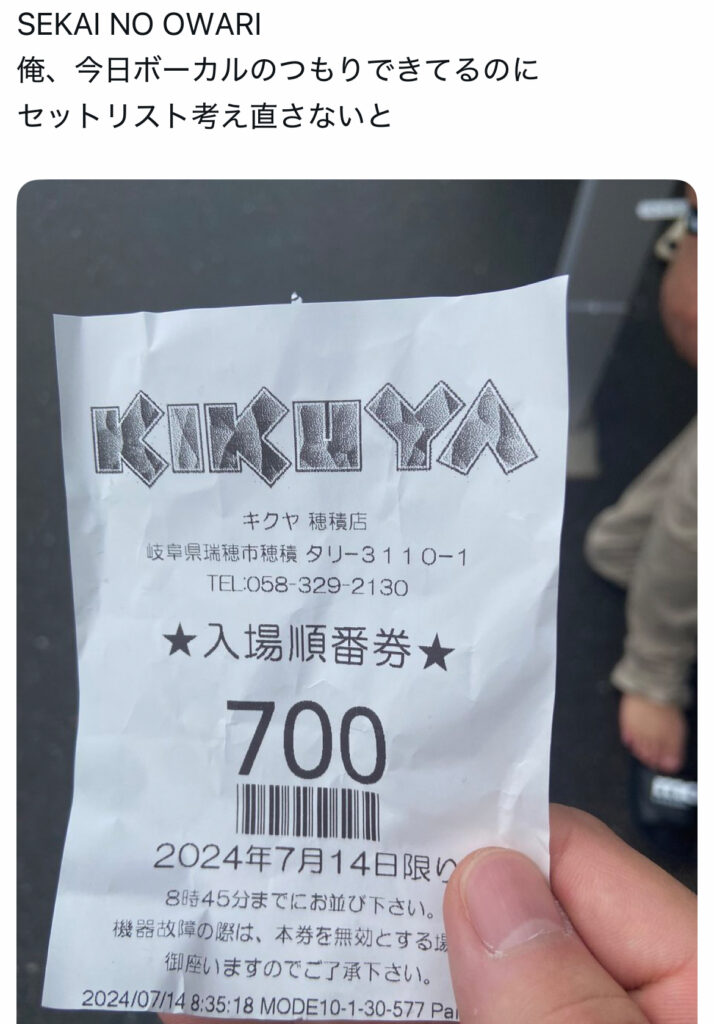 SEKAI NO OWARI
俺、今日ボーカルのつもりできてるのに
セットリスト考え直さないと
KIKUYA
キクヤ 穂積店
岐阜県瑞穂市穂積 タリー3110-1
TEL:058-329-2130
★入場順番券★
700
2024年7月14日限り
8時45分までにお並び下さい。
機器故障の際は、本券を無効とする場
御座いますのでご了承下さい。
2024/07/14 8:35:18 MODE10-1-30-577